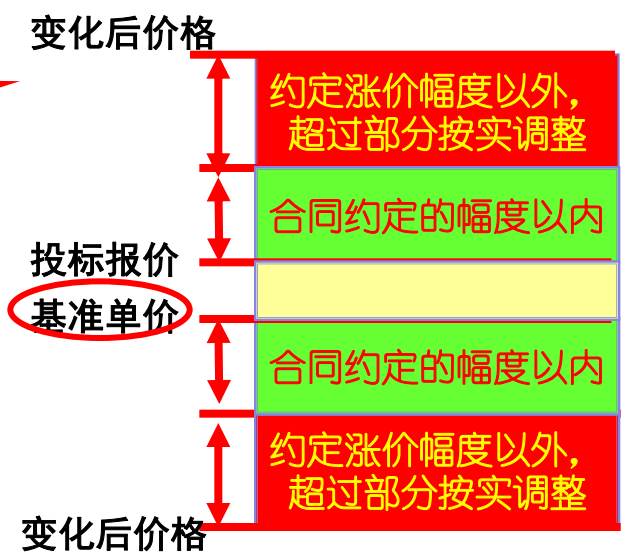 变化后价格
约定涨价幅度以外，
超过部分按实调整
合同约定的幅度以内
投标报价
基准单价
合同约定的幅度以内
约定涨价幅度以外，
超过部分按实调整
变化后价格